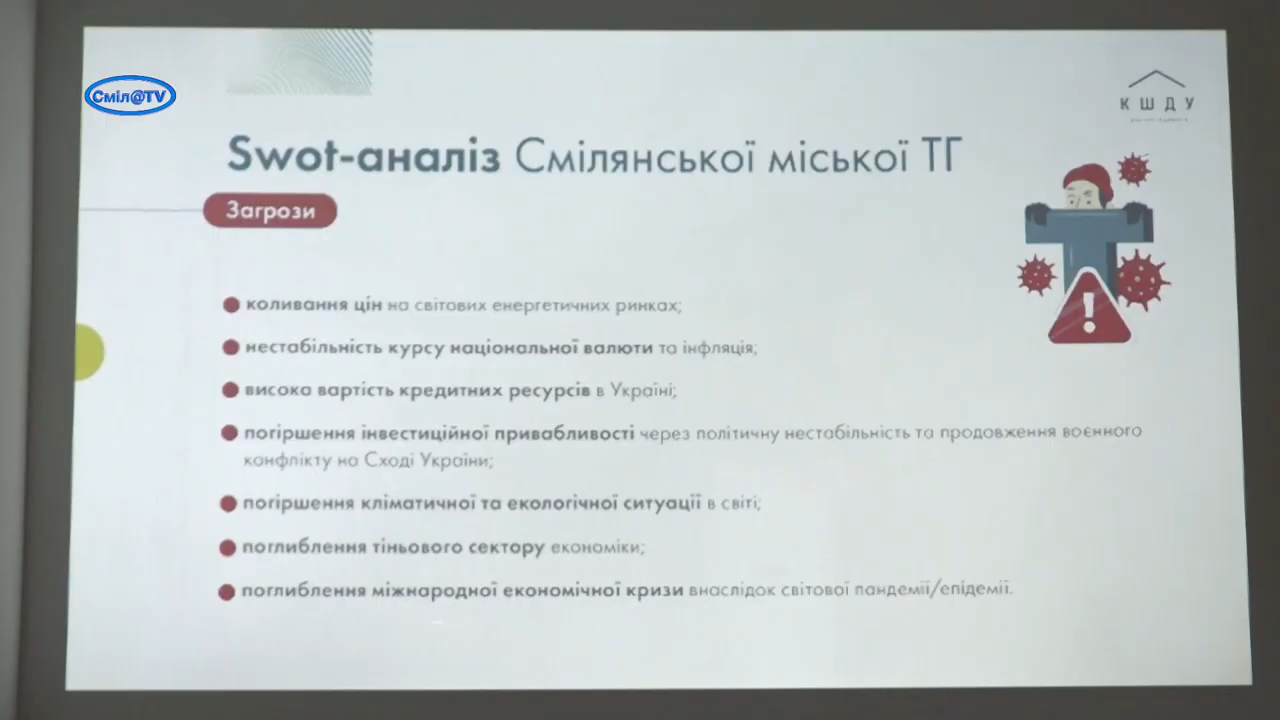 Сміл@TV
КШДУ
Swot-аналіз Смілянської міської ТГ
Загрози
коливання цін на світових енергетичних ринках;
нестабільність курсу національної валюти та інфляція;
висока вартість кредитних ресурсів в Україні;
погіршення інвестиційної привабливості через політичну нестабільність та продовження воєнного
конфлікту на Сході України;
погіршення кліматичної та екологічної ситуації в світі;
поглиблення тіньового сектору економіки;
поглиблення міжнародної економічної кризи внаслідок світової пандемії/епідемії.
!